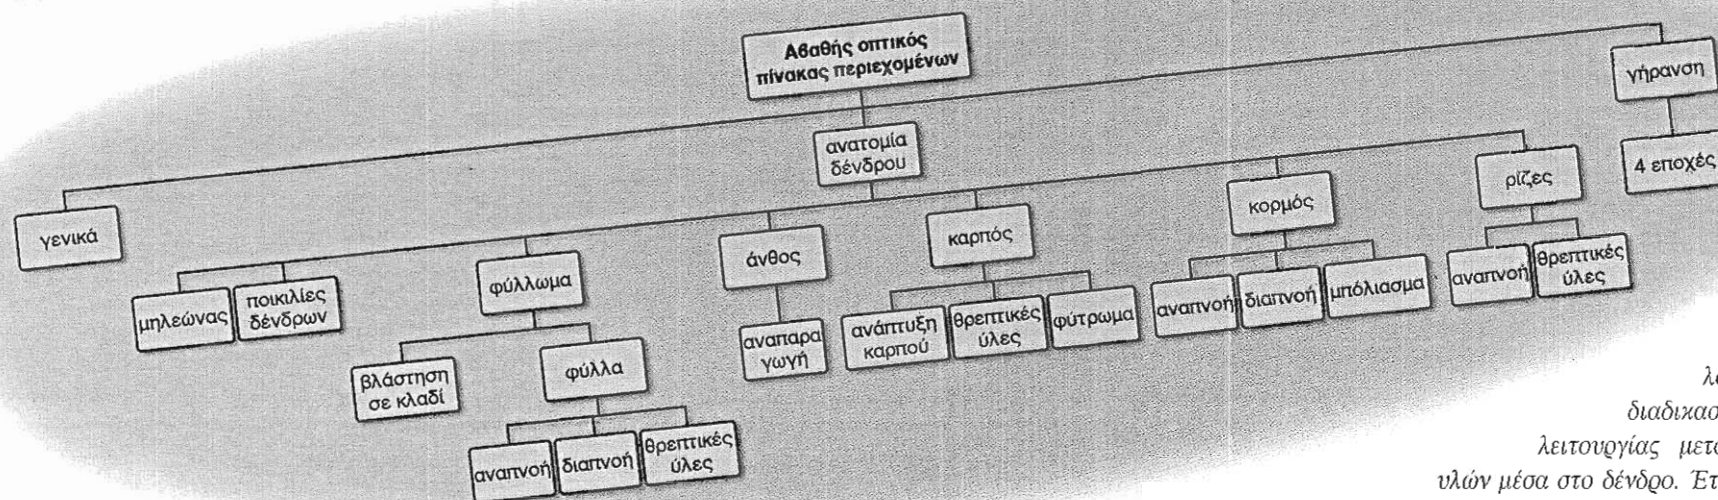 Αβαθής οπτικός
πίνακας περιεχομένων
γήρανση
4 εποχές
ανατομία
δένδρου
γενικά
μηλεώνας
ποικιλίες
δένδρων
φύλλωμα
βλάστηση
σε κλαδί
φύλλα
αναπνοή
διαπνοή
θρεπτικές
ύλες
άνθος
αναπαρα
γωγή
καρπός
ανάπτυξη
καρπού
θρεπτικές
ύλες
φύτρωμα
κορμός
αναπνοή
διαπνοή
μπόλιασμα
ρίζες
αναπνοή
θρεπτικές
ύλες
διαδικασ
λειτουργίας μετα
υλών μέσα στο δένδρο. Έτ